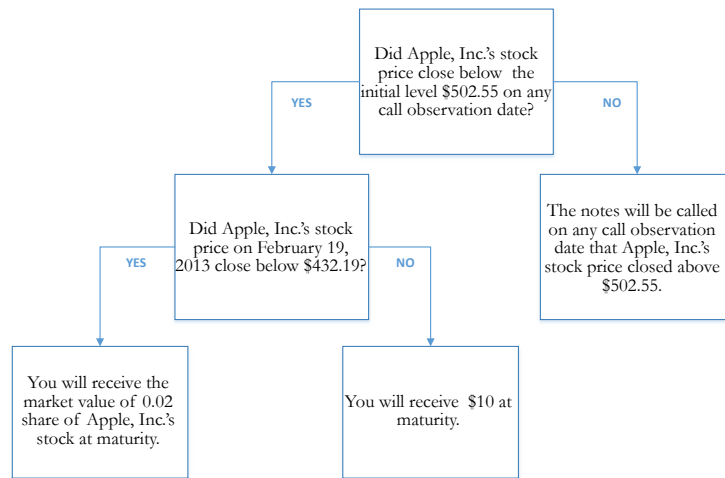 Did Apple, Inc.'s stock
price close below the
initial level $502.55 on any
call observation date?
YES
NO
Did Apple, Inc.'s stock
price on February 19,
2013 close below $432.19?
The notes will be called
on any call observation
date that Apple, Inc.'s
stock price closed above
$502.55.
YES
NO
You will receive the
market value of 0.02
share of Apple, Inc.'s
stock at maturity.
You will receive $10 at
maturity.